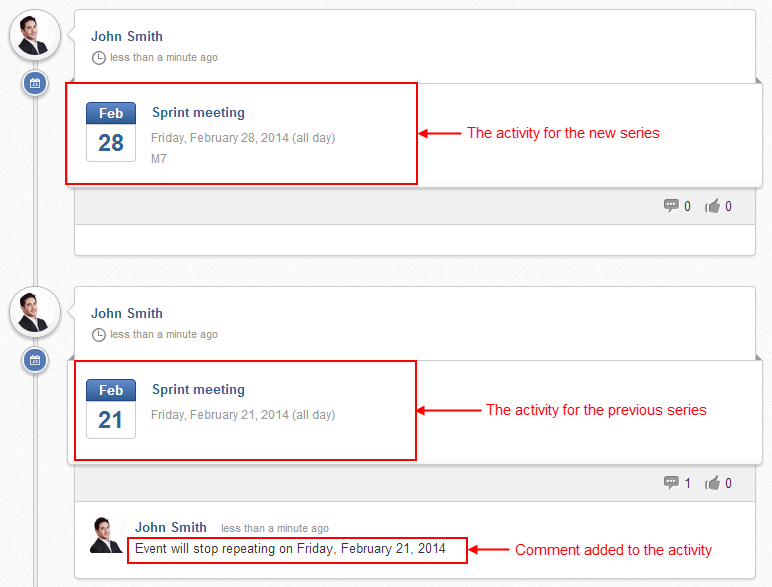 John Smith
less than a minute ago
Feb
28
Sprint meeting
Friday, February 28, 2014 (all day)
M7
The activity for the new series
0 0
John Smith
less than a minute ago
Feb
21
Sprint meeting
Friday, February 21, 2014 (all day)
The activity for the previous series
1 0
John Smith less than a minute ago
Event will stop repeating on Friday, February 21, 2014
Comment added to the activity